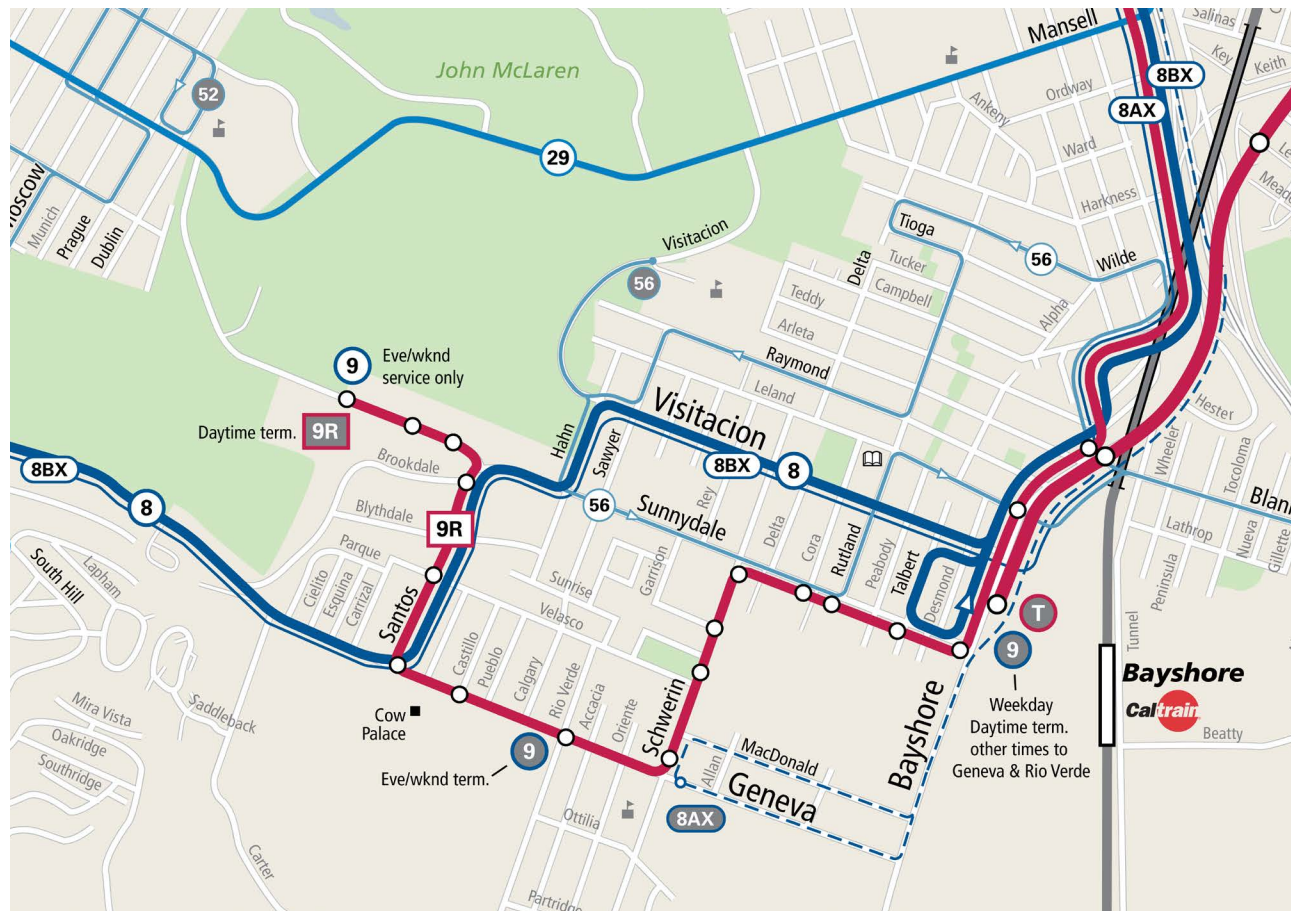 Mansell
Salinas
Key
Keith
John McLaren
52
8BX
8AX
Ordway
Ankeny
Ward
29
Harkness
Munich
Prague
Dublin
Tioga
Visitacion
56
Wilde
56
Tucker
Delta
Campbell
Teddy
Alpha
Arleta
Raymond
Leland
9
Eve/wknd
service only
Daytime term.
9R
Hahn
Sawyer
Visitacion
8BX
8
Hester
Wheeler
Tocoloma
Brookdale
8BX
8
Blythdale
9R
56
Sunnydale
Rey
Delta
Cora
Rutland
Peabody
Talbert
Desmond
Lathrop
Peninsula
Nueva
Gillette
South Hill
Lapham
Parque
Cielito
Esquina
Carrizal
Santos
Sunrise
Garrison
Velasco
Castillo
Pueblo
Calgary
Rio Verde
Accacia
Oriente
Schwerin
T
9
Weekday
Daytime term.
other times to
Geneva & Rio Verde
Tunnel
Bayshore
Caltrain
Beatty
Mira Vista
Oakridge
Southridge
Saddleback
Cow
Palace
9
Eve/wknd term.
Allan
MacDonald
Geneva
Bayshore
8AX
Ottilia
Carter